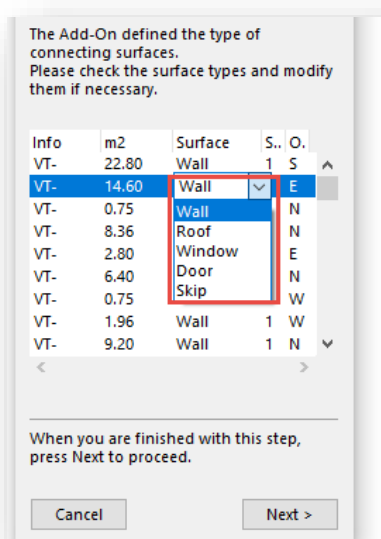 The Add-On defined the type of
connecting surfaces.
Please check the surface types and modify
them if necessary.
Info m2 Surface S.. O.
VT- 22.80 Wall 1 S
VT- 14.60 Wall E
VT- 0.75 Wall N
VT- 8.36 Roof N
VT- 2.80 Window E
VT- 6.40 Door N
VT- 0.75 Skip W
VT- 1.96 Wall 1 W
VT- 9.20 Wall 1 N
When you are finished with this step,
press Next to proceed.
Cancel Next >